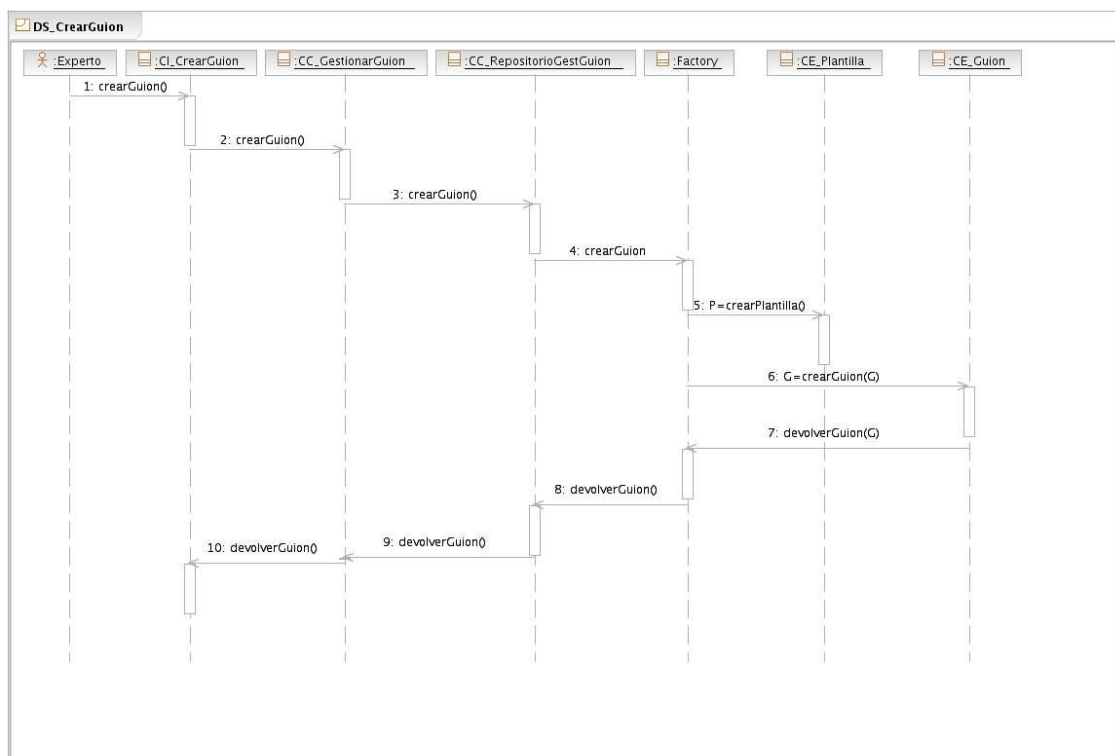 DS_CrearGuion
:Experto
:CI_CrearGuion
:CC_GestionarGuion
:CC_RepositorioGestGuion
:Factory
:CE_Plantilla
:CE_Guion
1: crearGuion()
2: crearGuion()
3: crearGuion()
4: crearGuion
5: P=crearPlantilla()
6: G=crearGuion(G)
7: devolverGuion(G)
8: devolverGuion()
9: devolverGuion()
10: devolverGuion()